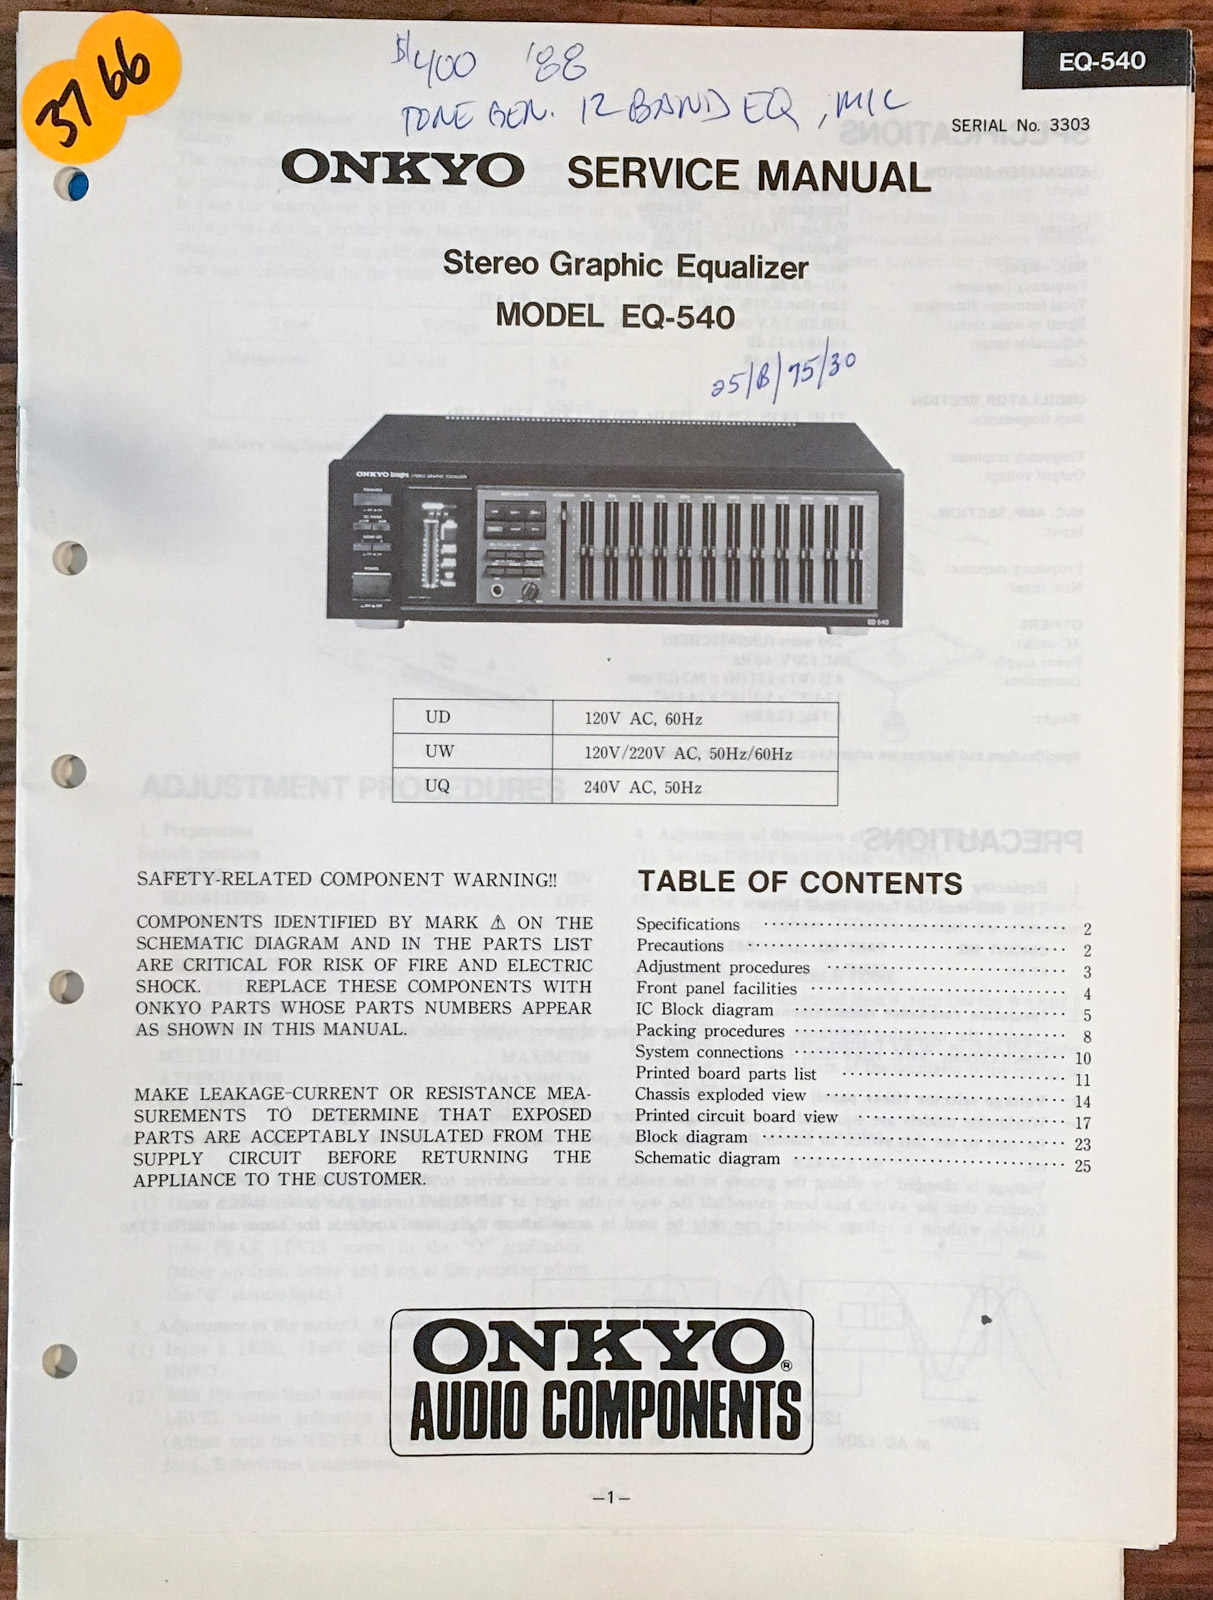 3766
$400 '88
TONE GEN. 12 BAND EQ, MIC
EQ-540
SERIAL No. 3303
ONKYO SERVICE MANUAL
Stereo Graphic Equalizer
MODEL EQ-540
25/B/75/30
ONKYO Integra STEREO GRAPHIC EQUALIZER
POWER
EQ-540
UD 120V AC, 60Hz
UW 120V/220V AC, 50Hz/60Hz
UQ 240V AC, 50Hz
SAFETY-RELATED COMPONENT WARNING!!
COMPONENTS IDENTIFIED BY MARK ⚠ ON THE
SCHEMATIC DIAGRAM AND IN THE PARTS LIST
ARE CRITICAL FOR RISK OF FIRE AND ELECTRIC
SHOCK. REPLACE THESE COMPONENTS WITH
ONKYO PARTS WHOSE PARTS NUMBERS APPEAR
AS SHOWN IN THIS MANUAL.
MAKE LEAKAGE-CURRENT OR RESISTANCE MEA-
SUREMENTS TO DETERMINE THAT EXPOSED
PARTS ARE ACCEPTABLY INSULATED FROM THE
SUPPLY CIRCUIT BEFORE RETURNING THE
APPLIANCE TO THE CUSTOMER.
TABLE OF CONTENTS
Specifications 2
Precautions 2
Adjustment procedures 3
Front panel facilities 4
IC Block diagram 5
Packing procedures 8
System connections 10
Printed board parts list 11
Chassis exploded view 14
Printed circuit board view 17
Block diagram 23
Schematic diagram 25
ONKYO®
AUDIO COMPONENTS
—1—